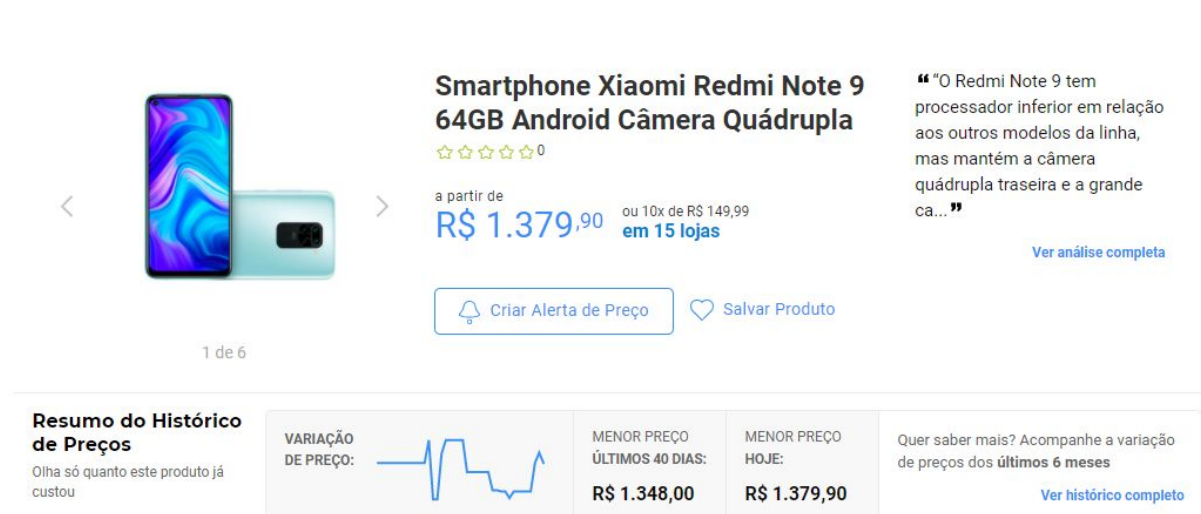 Smartphone Xiaomi Redmi Note 9
64GB Android Câmera Quádrupla
0
a partir de
R$ 1.379,90
ou 10x de R$ 149,99
em 15 lojas
Criar Alerta de Preço
Salvar Produto
1 de 6
❝ “O Redmi Note 9 tem
processador inferior em relação
aos outros modelos da linha,
mas mantém a câmera
quádrupla traseira e a grande
ca... ❞
Ver análise completa
Resumo do Histórico
de Preços
Olha só quanto este produto já
custou
VARIAÇÃO
DE PREÇO:
MENOR PREÇO
ÚLTIMOS 40 DIAS:
R$ 1.348,00
MENOR PREÇO
HOJE:
R$ 1.379,90
Quer saber mais? Acompanhe a variação
de preços dos últimos 6 meses
Ver histórico completo